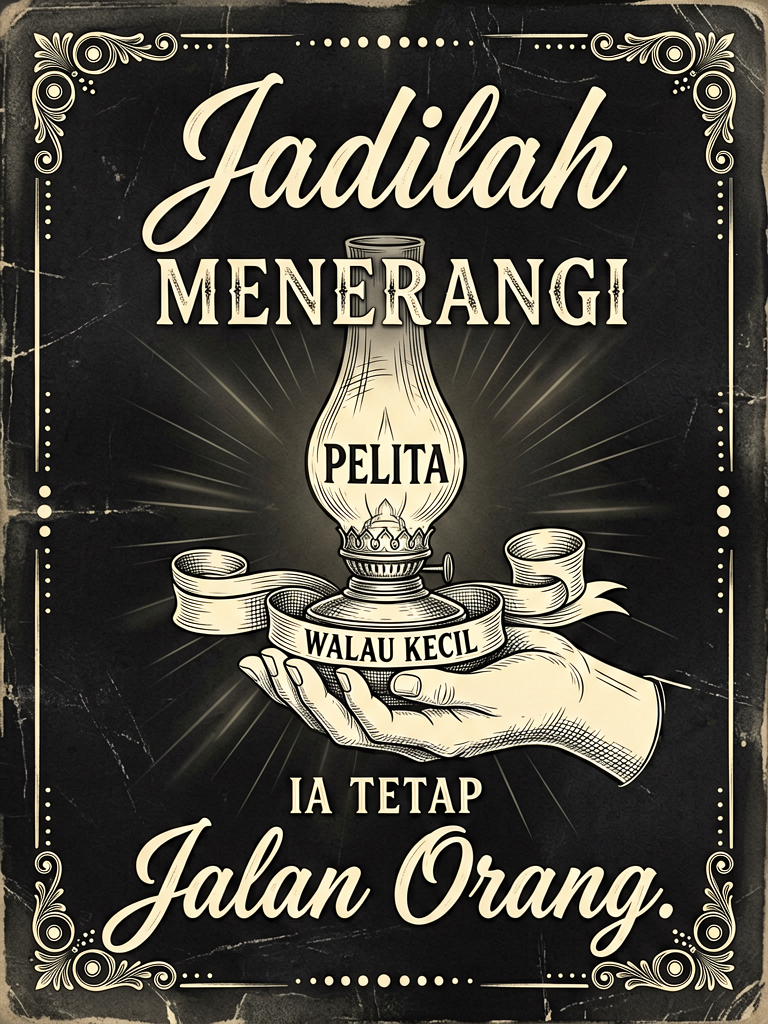 Jadilah
MENERANGI
PELITA
WALAU KECIL
IA TETAP
Jalan Orang.